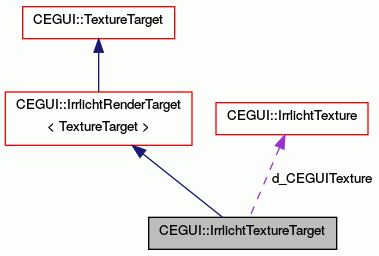 CEGUI::TextureTarget
CEGUI::IrrlichtRenderTarget
< TextureTarget >
CEGUI::IrrlichtTexture
d_CEGUITexture
CEGUI::IrrlichtTextureTarget